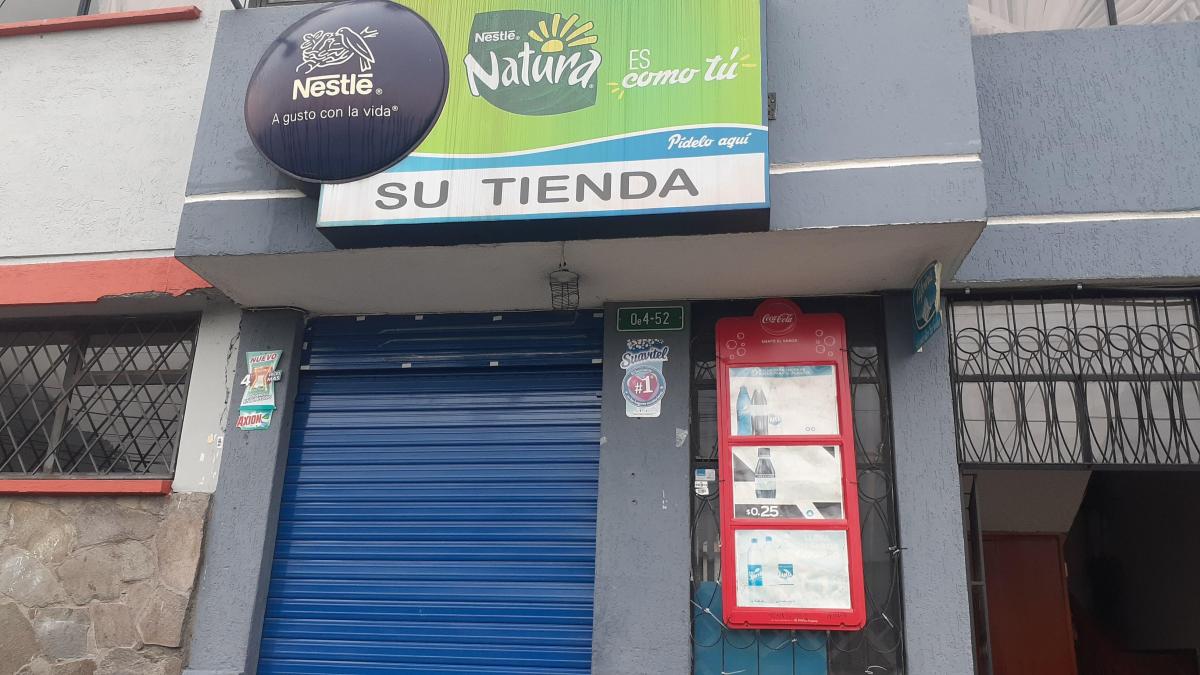 Nestlé®
A gusto con la vida®
Nestlé®
Natura®
ES
como tú
Pídelo aquí
SU TIENDA
Oe4-52
NUEVO
AXION
Suavitel
#1
Coca-Cola
$0.25